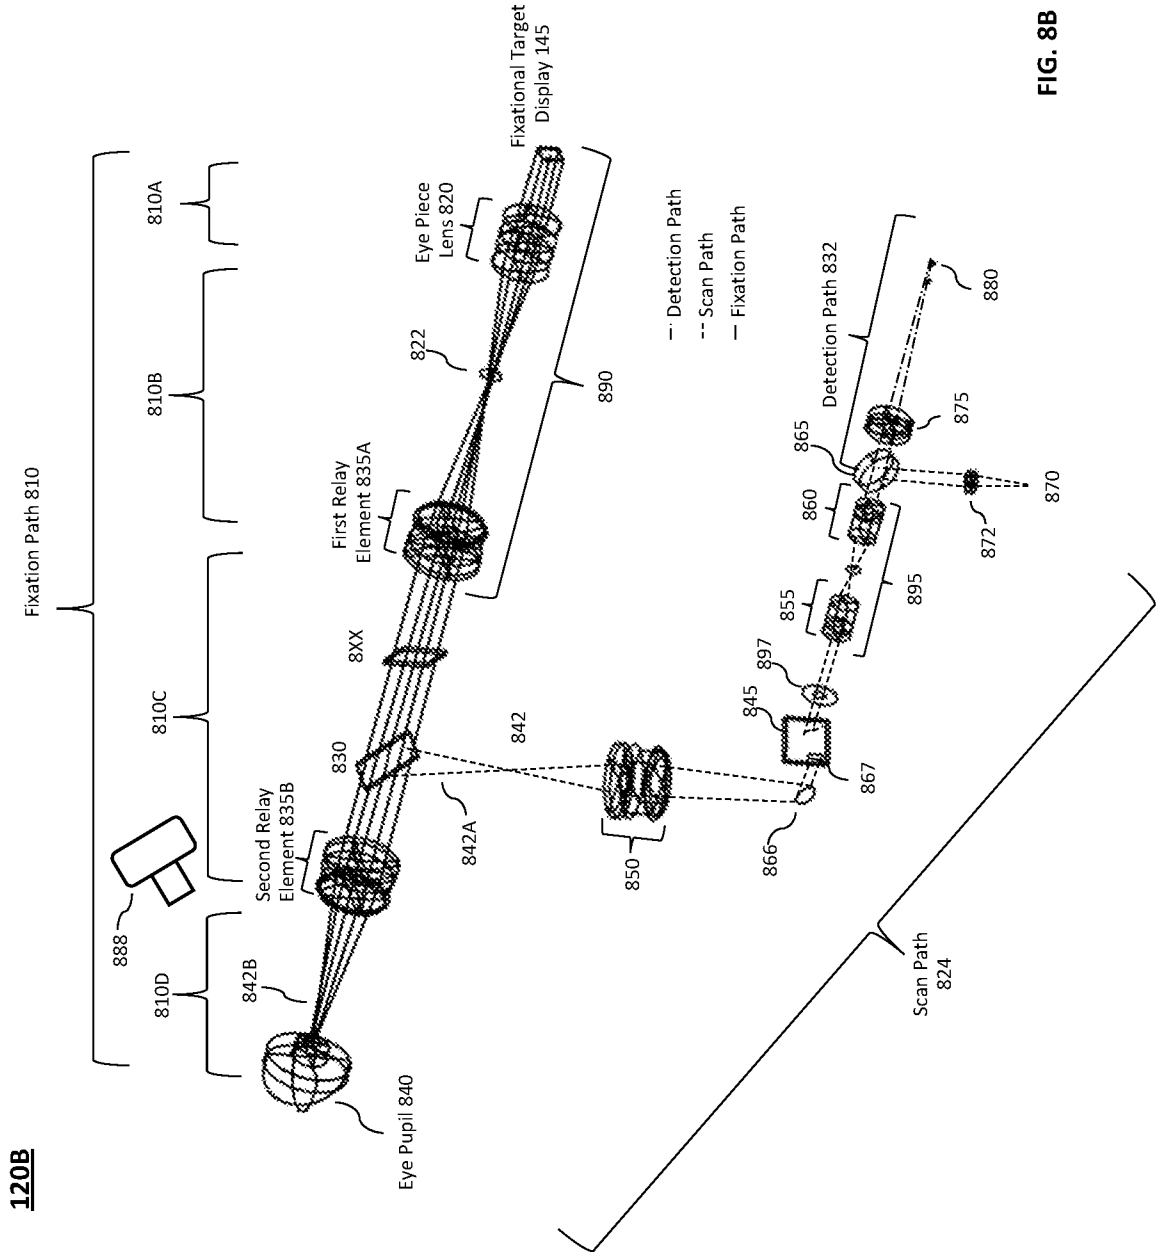 120B
Fixation Path 810
810A
810B
810C
810D
888
842B
Eye Pupil 840
Second Relay
Element 835B
830
8XX
First Relay
Element 835A
822
Eye Piece
Lens 820
Fixational Target
Display 145
890
842A
842
850
866
867
845
897
855
895
860
865
872
870
875
880
Detection Path 832
Detection Path
Scan Path
Fixation Path
Scan Path
824
FIG. 8B